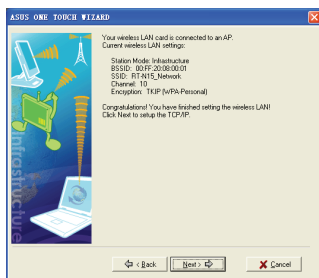 ASUS ONE TOUCH WIZARD
Your wireless LAN card is connected to an AP.
Current wireless LAN settings:
Station Mode: Infrastructure
BSSID: 00:FF:20:08:00:01
SSID: RT-N15_Network
Channel: 10
Encryption: TKIP (WPA-Personal)
Congratulations! You have finished setting the wireless LAN!
Click Next to setup the TCP/IP.
Infrastructure
< Back
Next >
Cancel